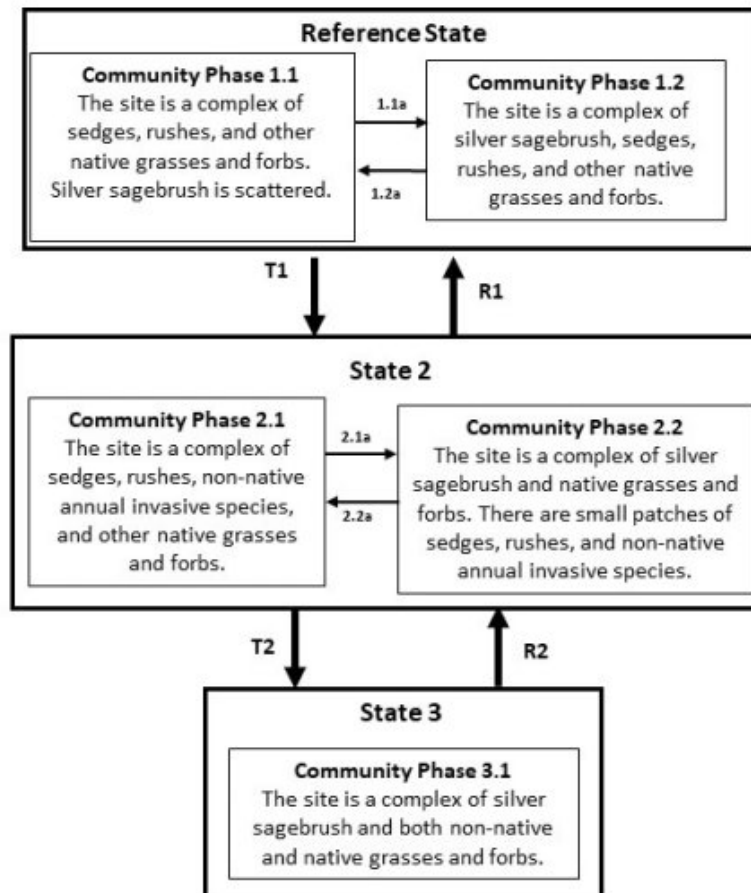 Reference State
Community Phase 1.1
The site is a complex of
sedges, rushes, and other
native grasses and forbs.
Silver sagebrush is scattered.
1.1a
1.2a
Community Phase 1.2
The site is a complex of
silver sagebrush, sedges,
rushes, and other native
grasses and forbs.
T1
R1
State 2
Community Phase 2.1
The site is a complex of
sedges, rushes, non-native
annual invasive species,
and other native grasses
and forbs.
2.1a
2.2a
Community Phase 2.2
The site is a complex of silver
sagebrush and native grasses and
forbs. There are small patches of
sedges, rushes, and non-native
annual invasive species.
T2
R2
State 3
Community Phase 3.1
The site is a complex of silver
sagebrush and both non-native
and native grasses and forbs.